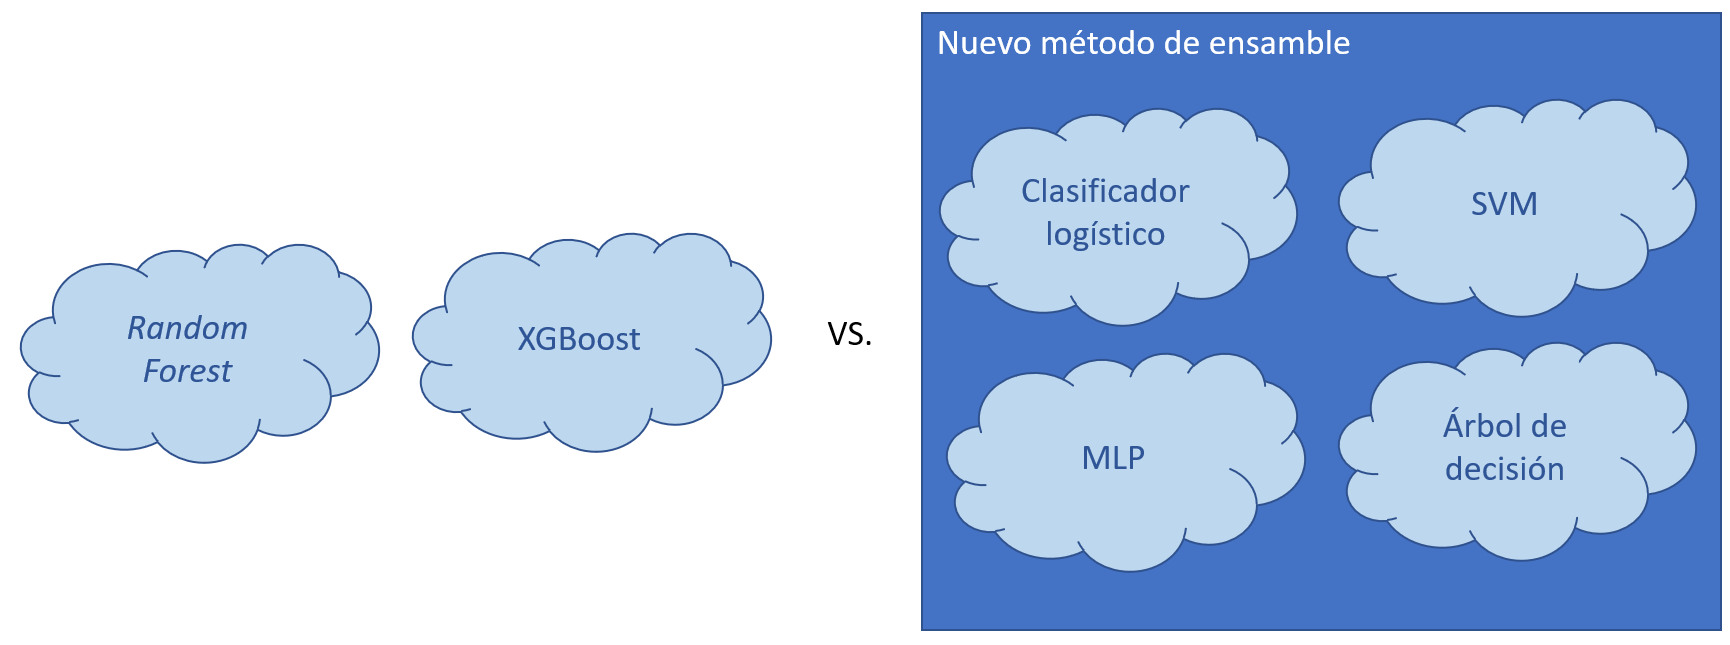 Random
Forest
XGBoost
VS.
Nuevo método de ensamble
Clasificador
logístico
SVM
MLP
Árbol de
decisión